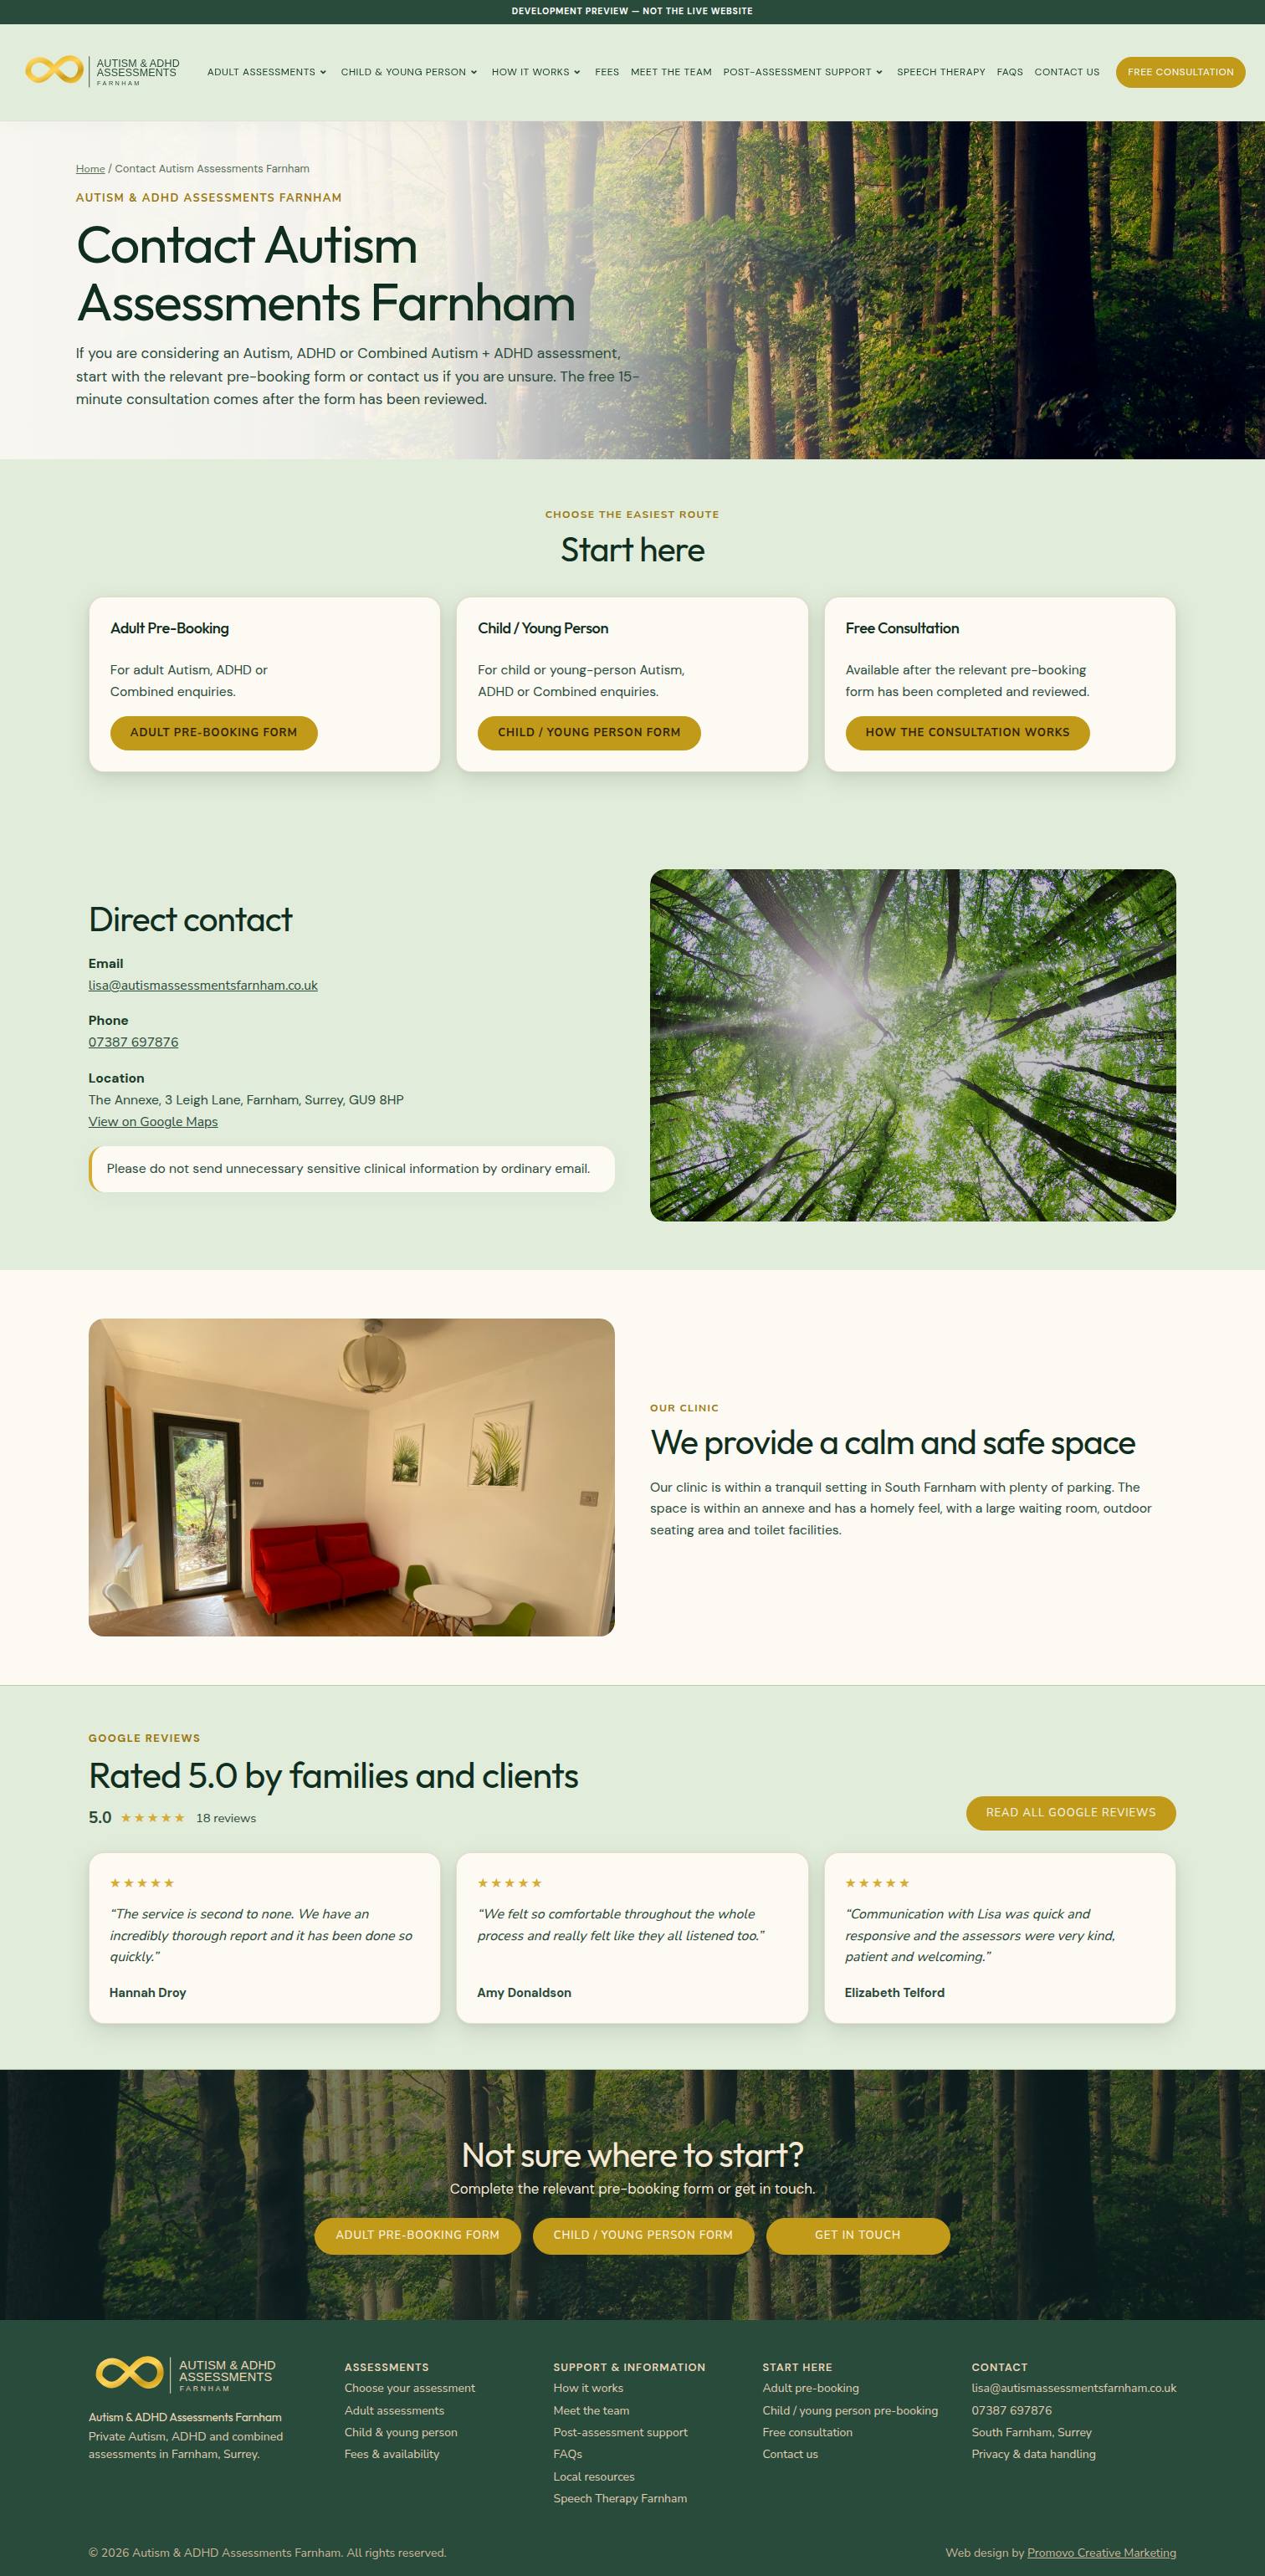 DEVELOPMENT PREVIEW — NOT THE LIVE WEBSITE
AUTISM & ADHD
ASSESSMENTS
FARNHAM
ADULT ASSESSMENTS
CHILD & YOUNG PERSON
HOW IT WORKS
FEES
MEET THE TEAM
POST-ASSESSMENT SUPPORT
SPEECH THERAPY
FAQS
CONTACT US
FREE CONSULTATION
Home / Contact Autism Assessments Farnham
AUTISM & ADHD ASSESSMENTS FARNHAM
Contact Autism
Assessments Farnham
If you are considering an Autism, ADHD or Combined Autism + ADHD assessment,
start with the relevant pre-booking form or contact us if you are unsure. The free 15-
minute consultation comes after the form has been reviewed.
CHOOSE THE EASIEST ROUTE
Start here
Adult Pre-Booking
For adult Autism, ADHD or
Combined enquiries.
ADULT PRE-BOOKING FORM
Child / Young Person
For child or young-person Autism,
ADHD or Combined enquiries.
CHILD / YOUNG PERSON FORM
Free Consultation
Available after the relevant pre-booking
form has been completed and reviewed.
HOW THE CONSULTATION WORKS
Direct contact
Email
lisa@autismassessmentsfarnham.co.uk
Phone
07387 697876
Location
The Annexe, 3 Leigh Lane, Farnham, Surrey, GU9 8HP
View on Google Maps
Please do not send unnecessary sensitive clinical information by ordinary email.
OUR CLINIC
We provide a calm and safe space
Our clinic is within a tranquil setting in South Farnham with plenty of parking. The
space is within an annexe and has a homely feel, with a large waiting room, outdoor
seating area and toilet facilities.
GOOGLE REVIEWS
Rated 5.0 by families and clients
5.0 ★★★★★ 18 reviews
READ ALL GOOGLE REVIEWS
★★★★★
“The service is second to none. We have an
incredibly thorough report and it has been done so
quickly.”
Hannah Droy
★★★★★
“We felt so comfortable throughout the whole
process and really felt like they all listened too.”
Amy Donaldson
★★★★★
“Communication with Lisa was quick and
responsive and the assessors were very kind,
patient and welcoming.”
Elizabeth Telford
Not sure where to start?
Complete the relevant pre-booking form or get in touch.
ADULT PRE-BOOKING FORM
CHILD / YOUNG PERSON FORM
GET IN TOUCH
AUTISM & ADHD
ASSESSMENTS
FARNHAM
Autism & ADHD Assessments Farnham
Private Autism, ADHD and combined
assessments in Farnham, Surrey.
ASSESSMENTS
Choose your assessment
Adult assessments
Child & young person
Fees & availability
SUPPORT & INFORMATION
How it works
Meet the team
Post-assessment support
FAQs
Local resources
Speech Therapy Farnham
START HERE
Adult pre-booking
Child / young person pre-booking
Free consultation
Contact us
CONTACT
lisa@autismassessmentsfarnham.co.uk
07387 697876
South Farnham, Surrey
Privacy & data handling
© 2026 Autism & ADHD Assessments Farnham. All rights reserved.
Web design by Promovo Creative Marketing